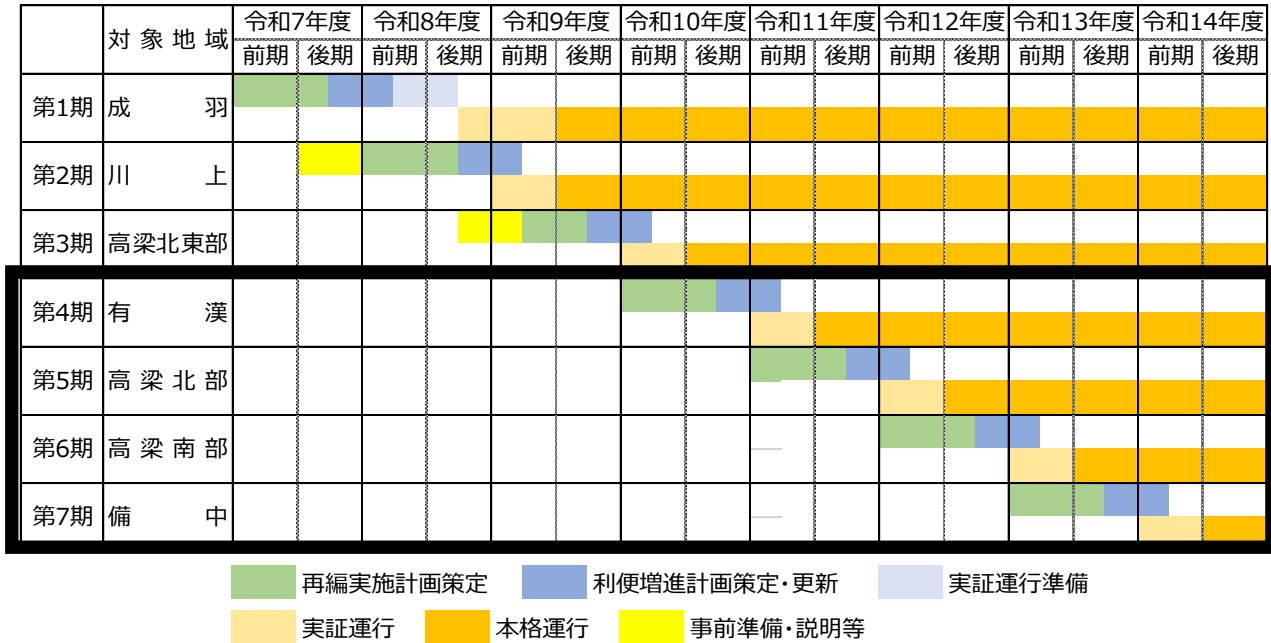 対象地域 令和7年度 令和8年度 令和9年度 令和10年度 令和11年度 令和12年度 令和13年度 令和14年度
前期 後期 前期 後期 前期 後期 前期 後期 前期 後期 前期 後期 前期 後期 前期 後期
第1期 成羽
第2期 川上
第3期 高梁北東部
第4期 有漢
第5期 高梁北部
第6期 高梁南部
第7期 備中
再編実施計画策定 利便増進計画策定・更新 実証運行準備
実証運行 本格運行 事前準備・説明等